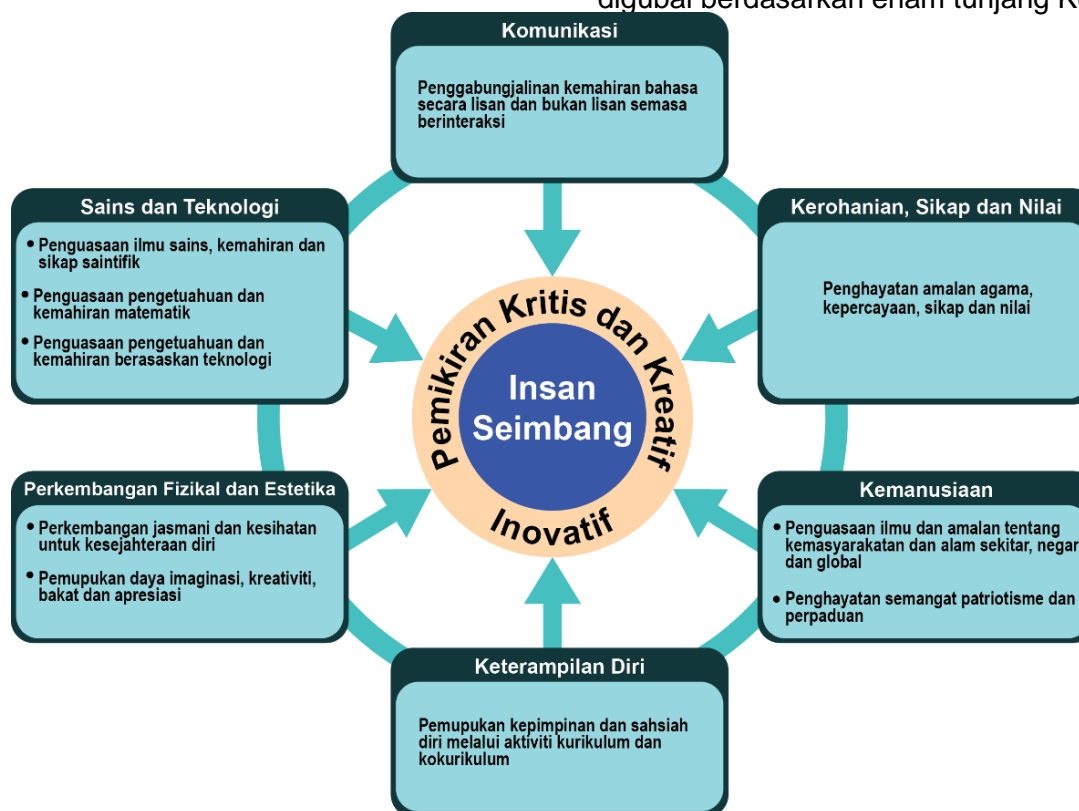 digubal berdasarkan enam tunjang
Komunikasi
Penggabungjalinan kemahiran bahasa
secara lisan dan bukan lisan semasa
berinteraksi
Sains dan Teknologi
• Penguasaan ilmu sains, kemahiran dan
sikap saintifik
• Penguasaan pengetuahuan dan
kemahiran matematik
• Penguasaan pengetuahuan dan
kemahiran berasaskan teknologi
Kerohanian, Sikap dan Nilai
Penghayatan amalan agama,
kepercayaan, sikap dan nilai
Pemikiran Kritis dan Kreatif
Insan
Seimbang
Inovatif
Perkembangan Fizikal dan Estetika
• Perkembangan jasmani dan kesihatan
untuk kesejahteraan diri
• Pemupukan daya imaginasi, kreativiti,
bakat dan apresiasi
Kemanusiaan
• Penguasaan ilmu dan amalan tentang
kemasyarakatan dan alam sekitar, negar
dan global
• Penghayatan semangat patriotisme dan
perpaduan
Keterampilan Diri
Pemupukan kepimpinan dan sahsiah
diri melalui aktiviti kurikulum dan
kokurikulum